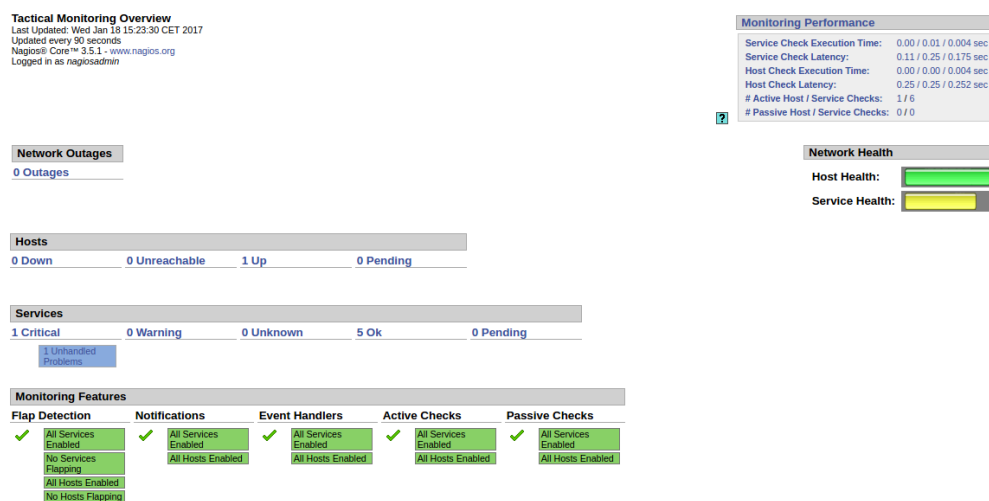 Tactical Monitoring Overview
Last Updated: Wed Jan 18 15:23:30 CET 2017
Updated every 90 seconds
Nagios® Core™ 3.5.1 - www.nagios.org
Logged in as nagiosadmin
Monitoring Performance
Service Check Execution Time: 0.00 / 0.01 / 0.004 sec
Service Check Latency: 0.11 / 0.25 / 0.175 sec
Host Check Execution Time: 0.00 / 0.00 / 0.004 sec
Host Check Latency: 0.25 / 0.25 / 0.252 sec
# Active Host / Service Checks: 1 / 6
# Passive Host / Service Checks: 0 / 0
?
Network Outages
0 Outages
Network Health
Host Health:
Service Health:
Hosts
0 Down 0 Unreachable 1 Up 0 Pending
Services
1 Critical 0 Warning 0 Unknown 5 Ok 0 Pending
1 Unhandled
Problems
Monitoring Features
Flap Detection Notifications Event Handlers Active Checks Passive Checks
All Services Enabled
No Services Flapping
All Hosts Enabled
No Hosts Flapping
All Services Enabled
All Hosts Enabled
All Services Enabled
All Hosts Enabled
All Services Enabled
All Hosts Enabled
All Services Enabled
All Hosts Enabled